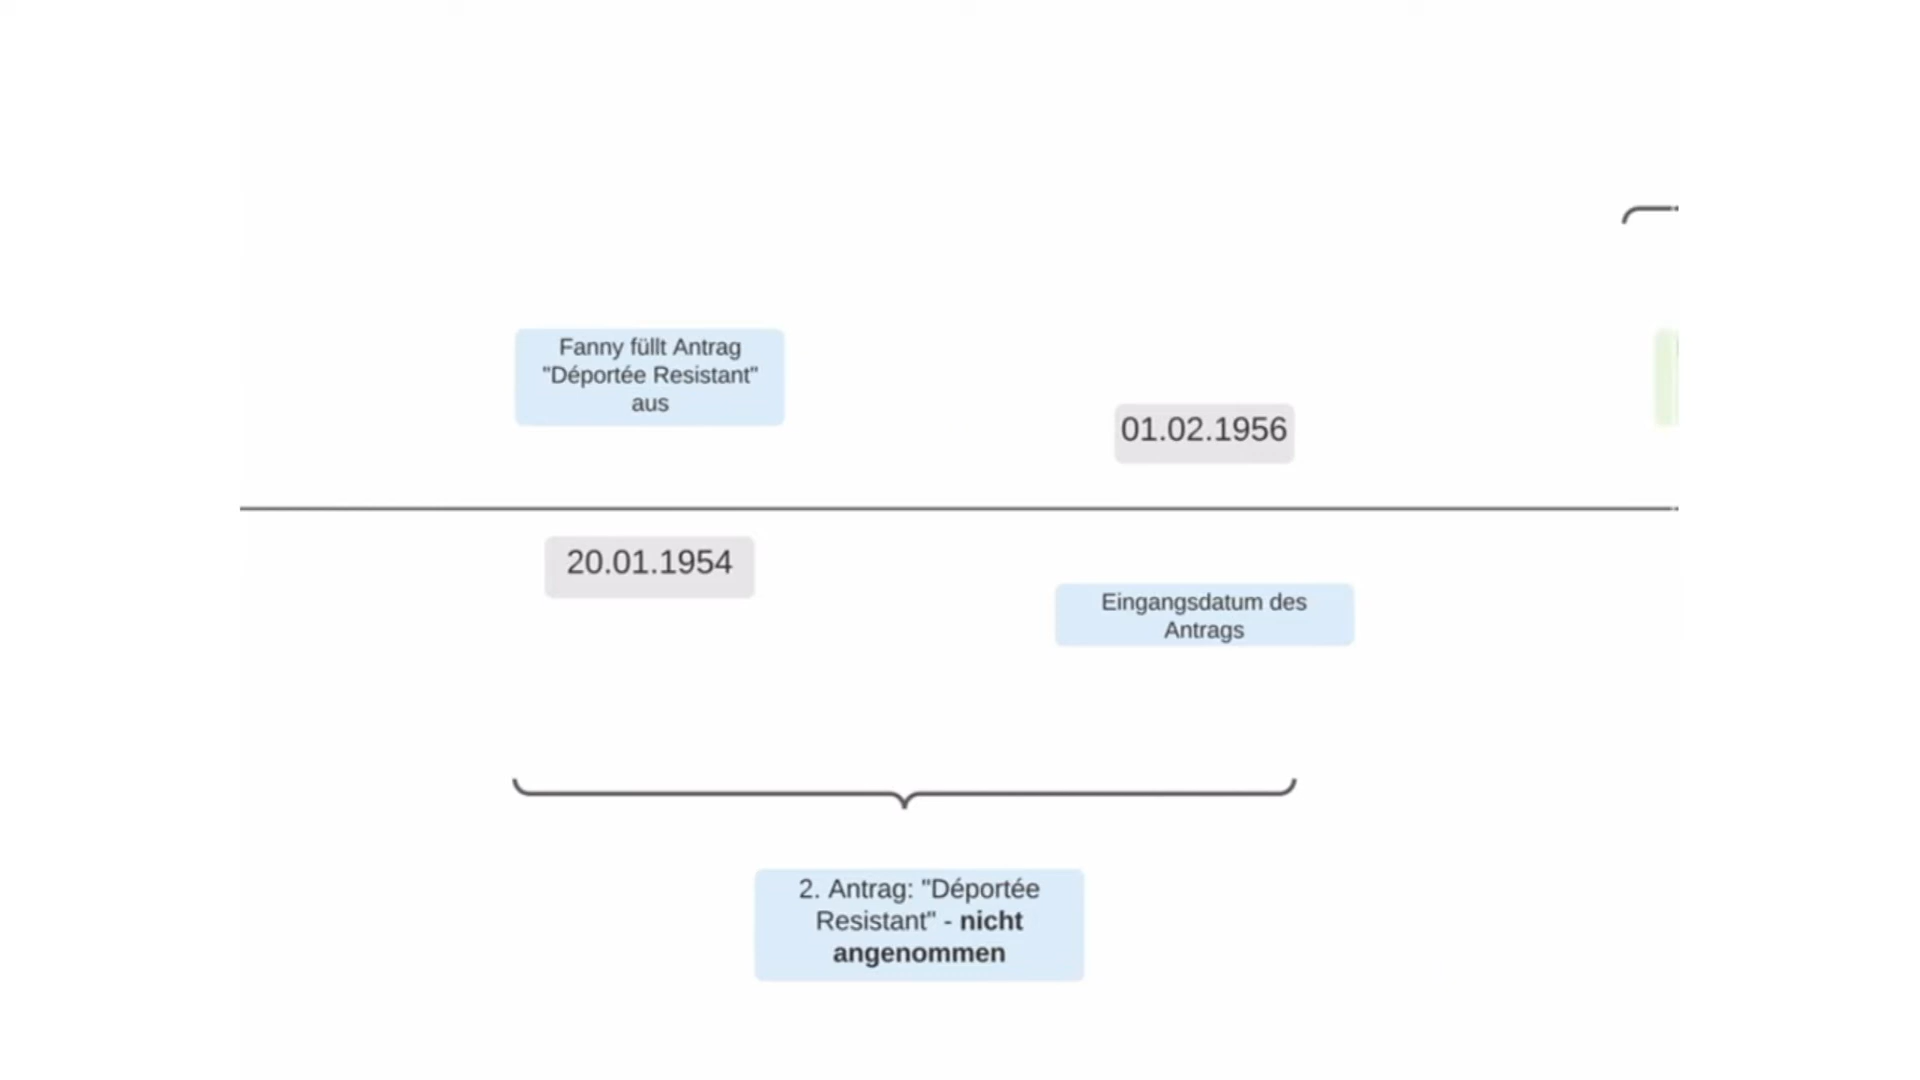 Fanny füllt Antrag
"Déportée Resistant"
aus
01.02.1956
20.01.1954
Eingangsdatum des
Antrags
2. Antrag: "Déportée
Resistant" - nicht
angenommen